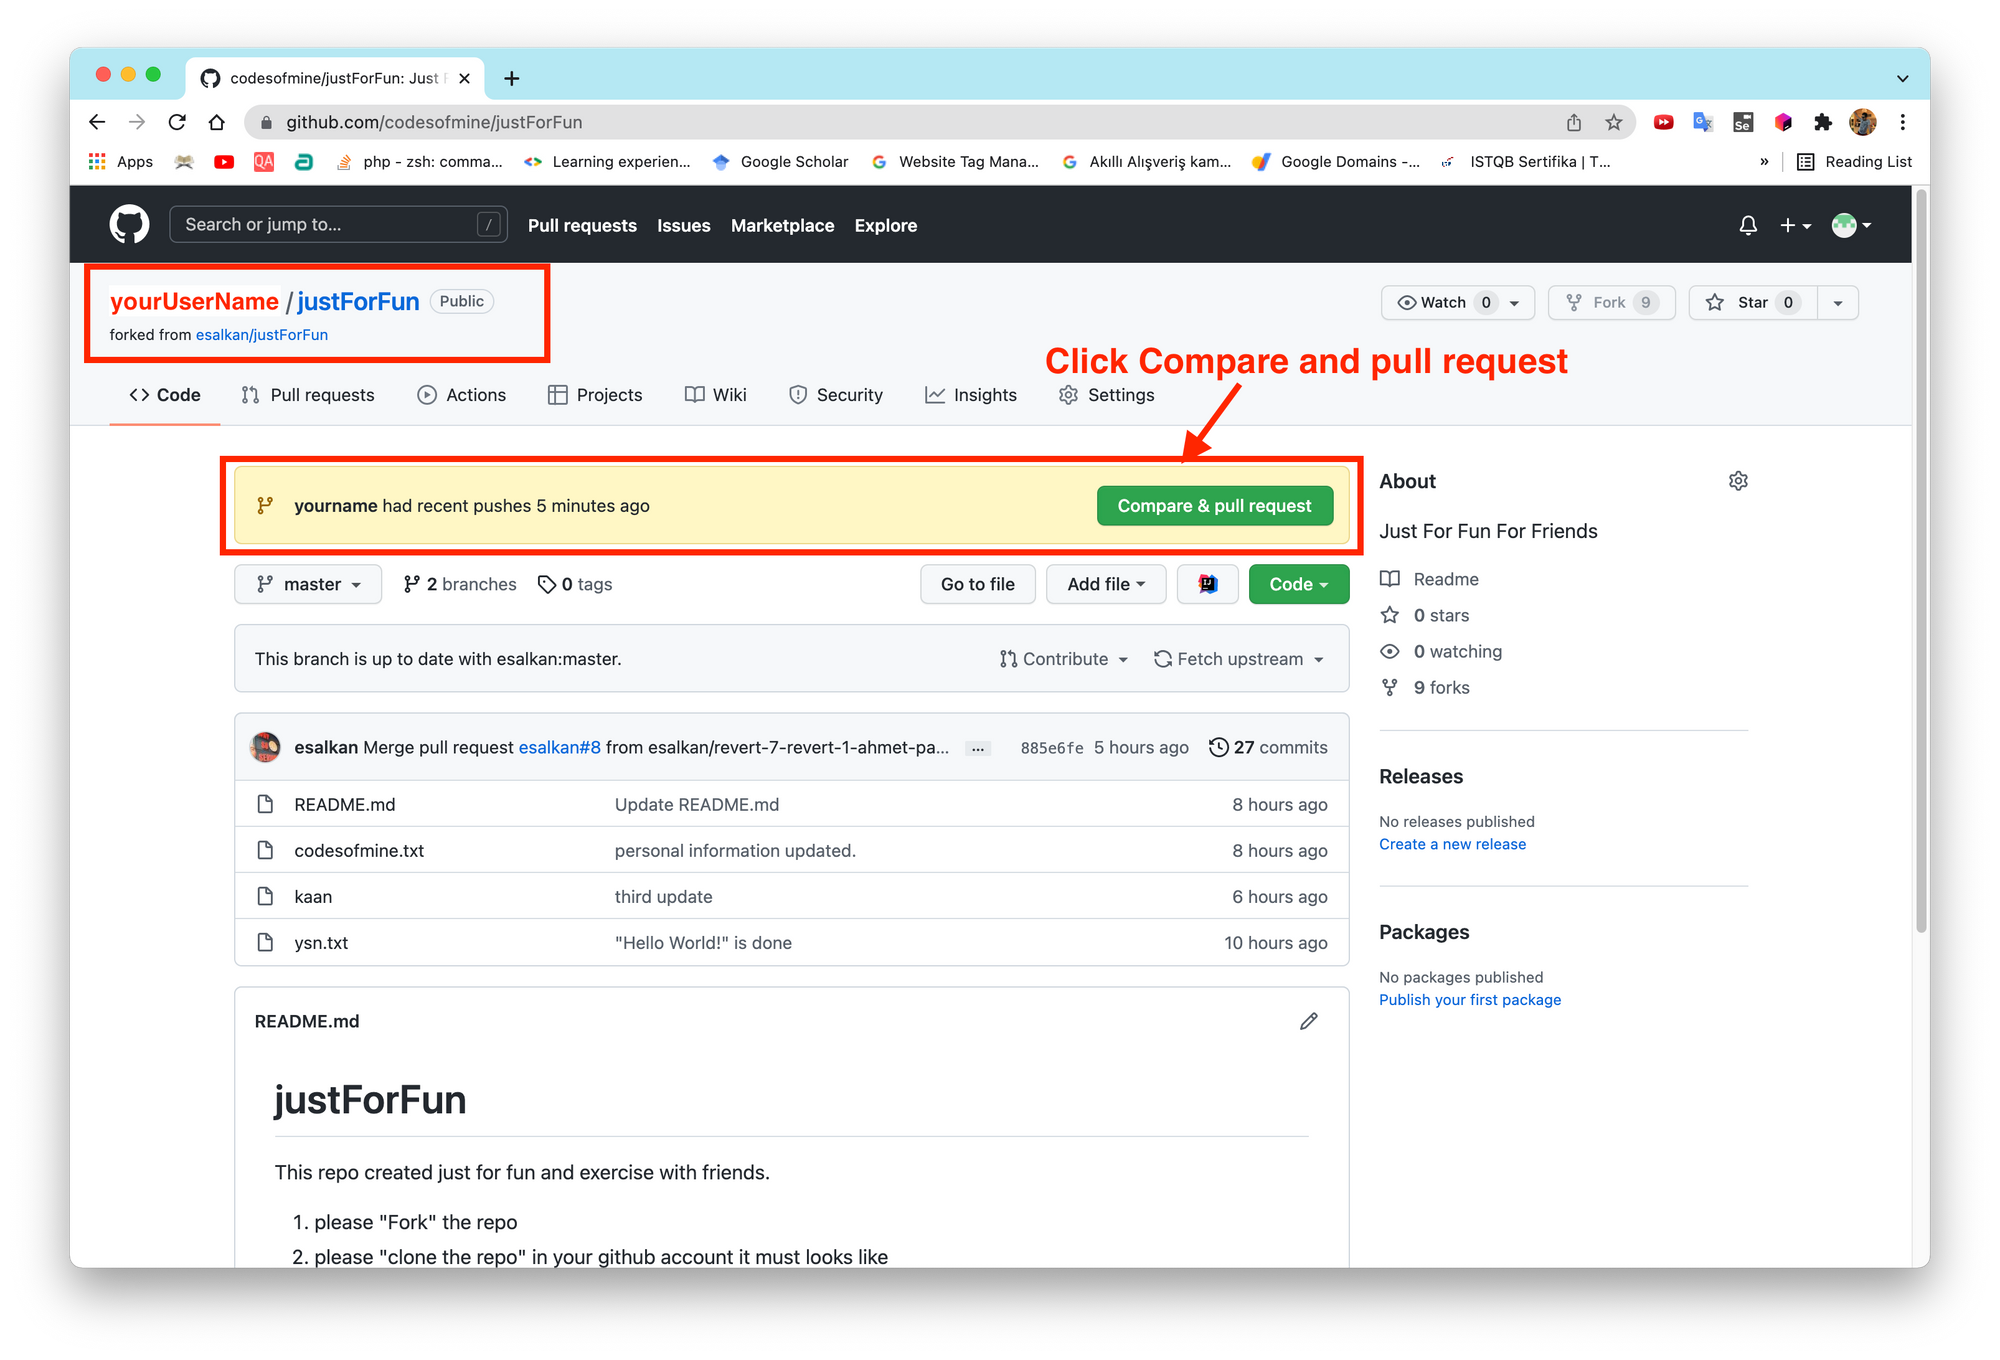 codesofmine/justForFun: Just
github.com/codesofmine/justForFun
Apps
QA
php - zsh: comma...
Learning experien...
Google Scholar
Website Tag Mana...
Akıllı Alışveriş kam...
Google Domains -...
ISTQB Sertifika | T...
»
Reading List
Search or jump to...
/
Pull requests
Issues
Marketplace
Explore
yourUserName / justForFun
Public
forked from esalkan/justForFun
Watch 0
Fork 9
Star 0
Click Compare and pull request
Code
Pull requests
Actions
Projects
Wiki
Security
Insights
Settings
yourname had recent pushes 5 minutes ago
Compare & pull request
master
2 branches
0 tags
Go to file
Add file
Code
This branch is up to date with esalkan:master.
Contribute
Fetch upstream
esalkan Merge pull request esalkan#8 from esalkan/revert-7-revert-1-ahmet-pa...
...
885e6fe 5 hours ago
27 commits
README.md
Update README.md
8 hours ago
codesofmine.txt
personal information updated.
8 hours ago
kaan
third update
6 hours ago
ysn.txt
"Hello World!" is done
10 hours ago
README.md
justForFun
This repo created just for fun and exercise with friends.
1. please "Fork" the repo
2. please "clone the repo" in your github account it must looks like
About
Just For Fun For Friends
Readme
0 stars
0 watching
9 forks
Releases
No releases published
Create a new release
Packages
No packages published
Publish your first package